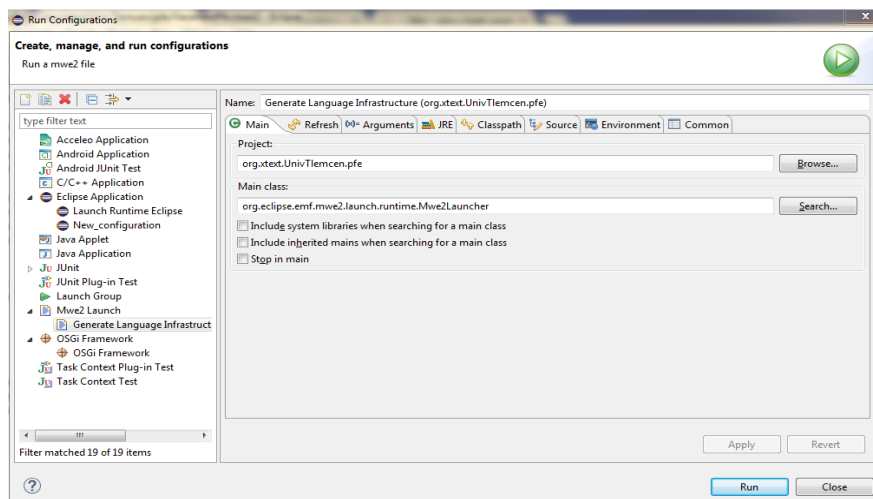 Run Configurations
Create, manage, and run configurations
Run a mwe2 file
type filter text
Acceleo Application
Android Application
Android JUnit Test
C/C++ Application
Eclipse Application
Launch Runtime Eclipse
New_configuration
Java Applet
Java Application
JUnit
JUnit Plug-in Test
Launch Group
Mwe2 Launch
Generate Language Infrastruct
OSGi Framework
OSGi Framework
Task Context Plug-in Test
Task Context Test
Filter matched 19 of 19 items
Name: Generate Language Infrastructure (org.xtext.UnivTlemcen.pfe)
Main Refresh Arguments JRE Classpath Source Environment Common
Project:
org.xtext.UnivTlemcen.pfe Browse...
Main class:
org.eclipse.emf.mwe2.launch.runtime.Mwe2Launcher Search...
Include system libraries when searching for a main class
Include inherited mains when searching for a main class
Stop in main
Apply Revert
Run Close